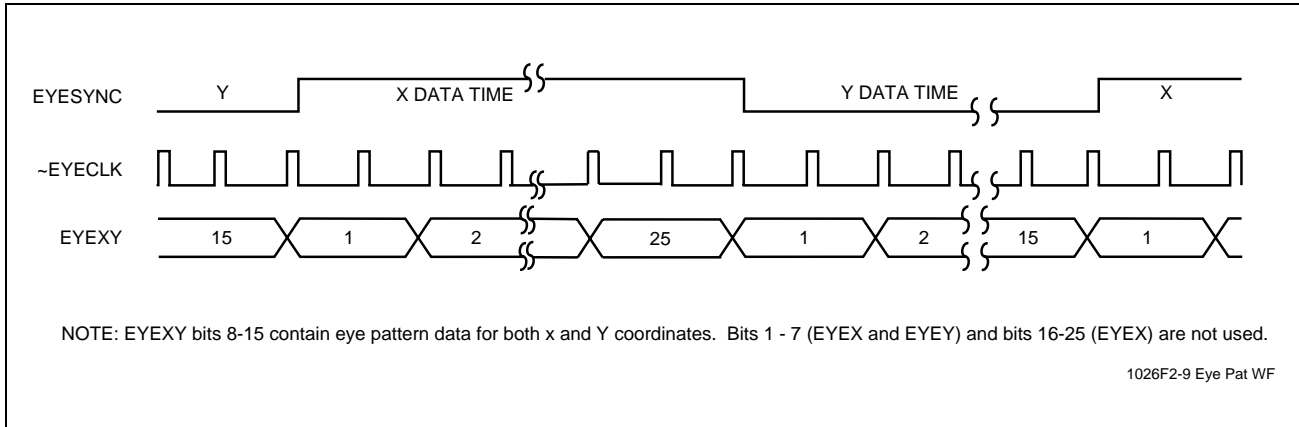 EYESYNC Y X DATA TIME Y DATA TIME X
~EYECLK
EYEXY 15 1 2 25 1 2 15 1
NOTE: EYEXY bits 8-15 contain eye pattern data for both x and Y coordinates. Bits 1 - 7 (EYEX and EYEY) and bits 16-25 (EYEX) are not used.
1026F2-9 Eye Pat WF